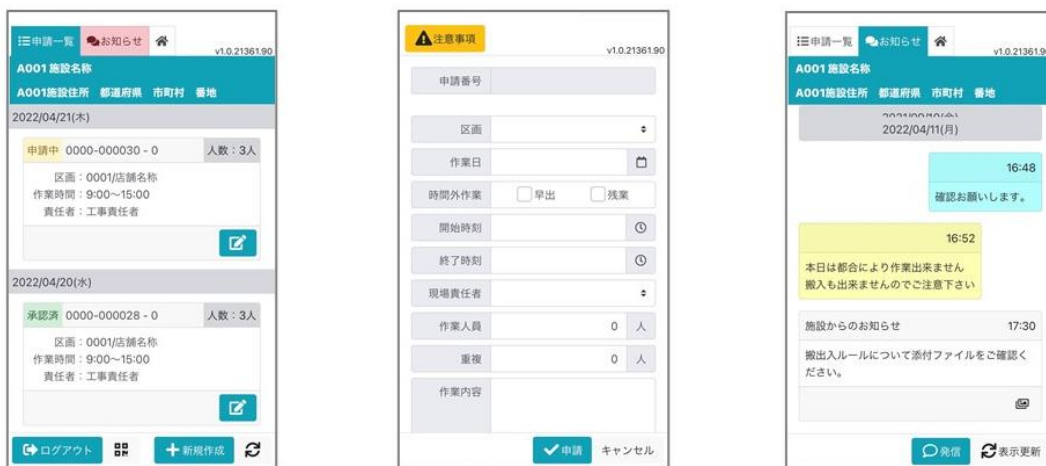 申請一覧 お知らせ v1.0.21361.90
A001 施設名称
A001施設住所 都道府県 市町村 番地
2022/04/21(木)
申請中 0000-000030 - 0 人数:3人
区画:0001/店舗名称
作業時間:9:00〜15:00
責任者:工事責任者
2022/04/20(水)
承認済 0000-000028 - 0 人数:3人
区画:0001/店舗名称
作業時間:9:00〜15:00
責任者:工事責任者
ログアウト 新規作成
注意事項 v1.0.21361.90
申請番号
区画
作業日
時間外作業 早出 残業
開始時刻
終了時刻
現場責任者
作業人員 0 人
重複 0 人
作業内容
申請 キャンセル
申請一覧 お知らせ v1.0.21361.90
A001 施設名称
A001施設住所 都道府県 市町村 番地
2022/04/11(月)
16:48
確認お願いします。
16:52
本日は都合により作業出来ません
搬入も出来ませんのでご注意下さい
施設からのお知らせ 17:30
搬出入ルールについて添付ファイルをご確認く
ださい。
発信 表示更新